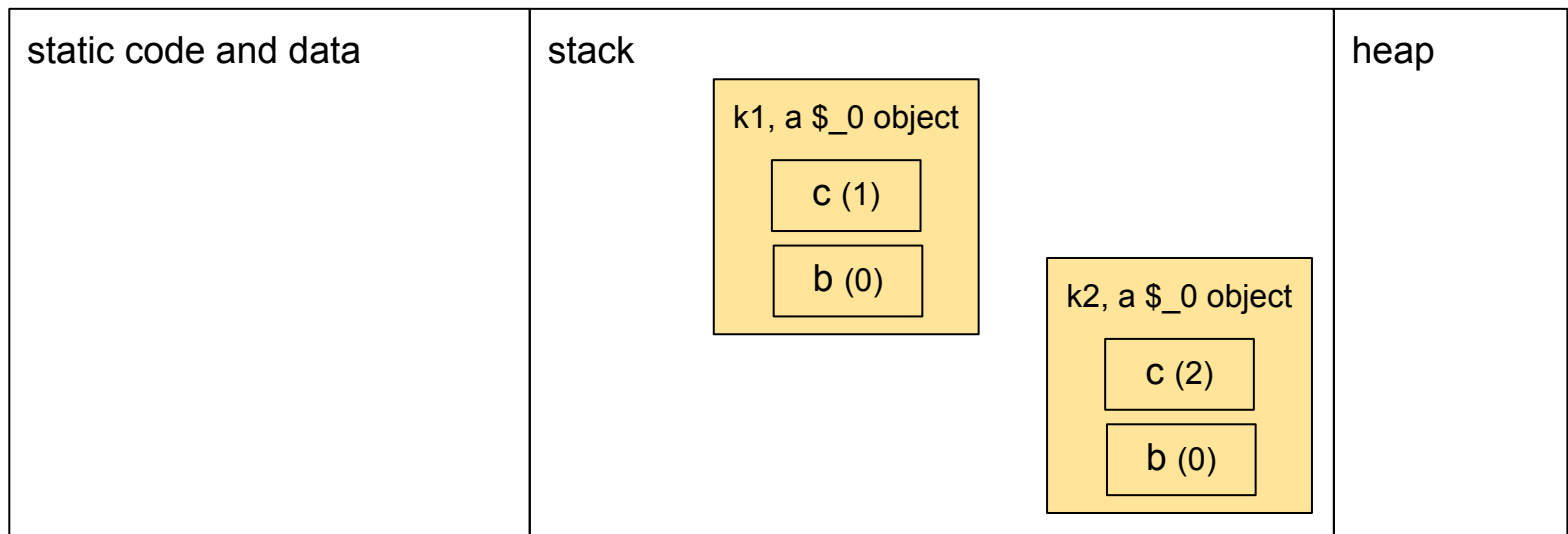 static code and data
stack
heap
k1, a $_0 object
c (1)
b (0)
k2, a $_0 object
c (2)
b (0)